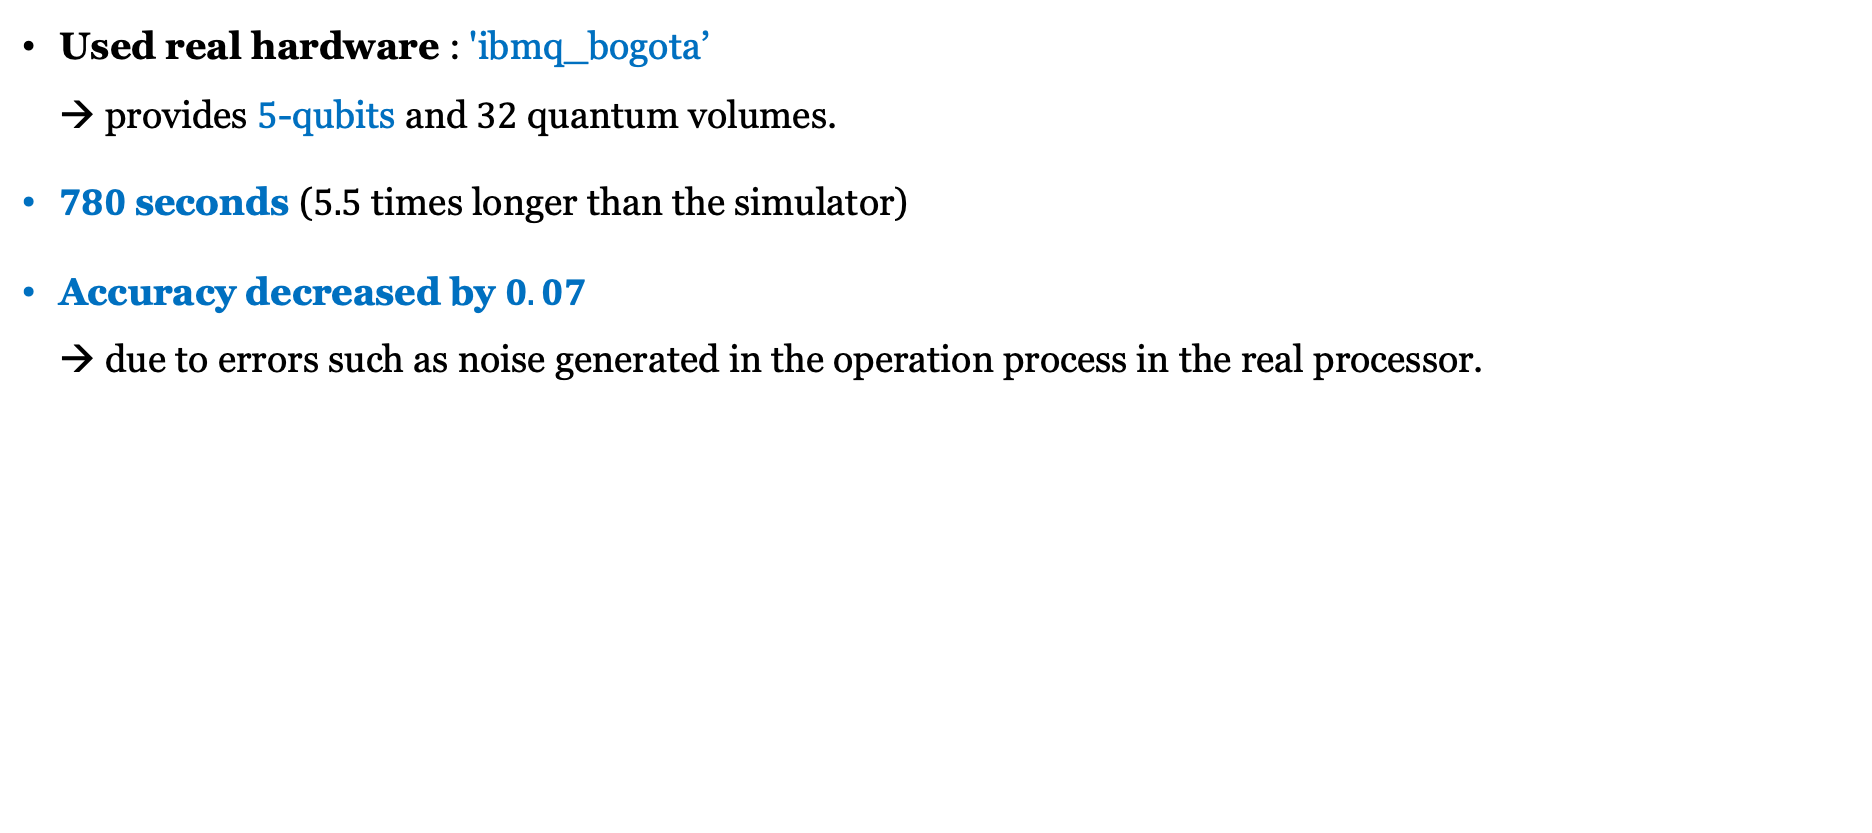 • Used real hardware : 'ibmq_bogota’
→ provides 5-qubits and 32 quantum volumes.
• 780 seconds (5.5 times longer than the simulator)
• Accuracy decreased by 0.07
→ due to errors such as noise generated in the operation process in the real processor.